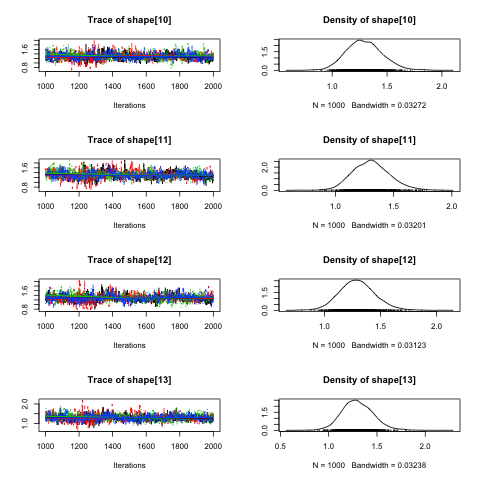 Trace of shape[10]
0.8 1.6
1000 1200 1400 1600 1800 2000
Iterations
Density of shape[10]
0.0 1.5
1.0 1.5 2.0
N = 1000 Bandwidth = 0.03272
Trace of shape[11]
0.8 1.6
1000 1200 1400 1600 1800 2000
Iterations
Density of shape[11]
0.0 1.0 2.0
1.0 1.5 2.0
N = 1000 Bandwidth = 0.03201
Trace of shape[12]
0.8 1.6
1000 1200 1400 1600 1800 2000
Iterations
Density of shape[12]
0.0 1.5
1.0 1.5 2.0
N = 1000 Bandwidth = 0.03123
Trace of shape[13]
1.0 2.0
1000 1200 1400 1600 1800 2000
Iterations
Density of shape[13]
0.0 1.5
0.5 1.0 1.5 2.0
N = 1000 Bandwidth = 0.03238